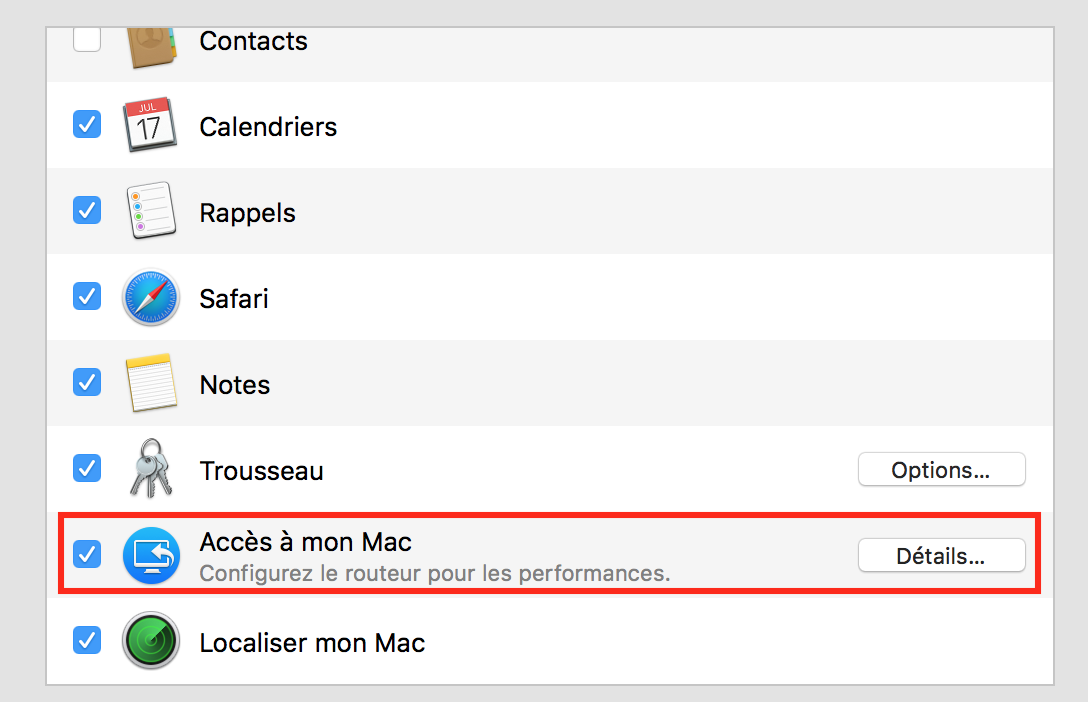 Contacts
JUL
17
Calendriers
Rappels
Safari
Notes
Trousseau
Options...
Accès à mon Mac
Configurez le routeur pour les performances.
Détails...
Localiser mon Mac